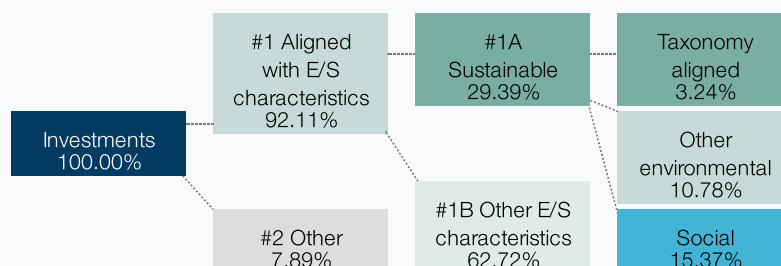 Investments
100.00%
#1 Aligned
with E/S
characteristics
92.11%
#2 Other
7.89%
#1A
Sustainable
29.39%
#1B Other E/S
characteristics
62.72%
Taxonomy
aligned
3.24%
Other
environmental
10.78%
Social
15.37%